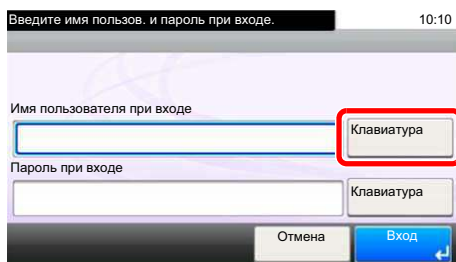 Введите имя пользов. и пароль при входе. 10:10
Имя пользователя при входе
Клавиатура
Пароль при входе
Клавиатура
Отмена Вход